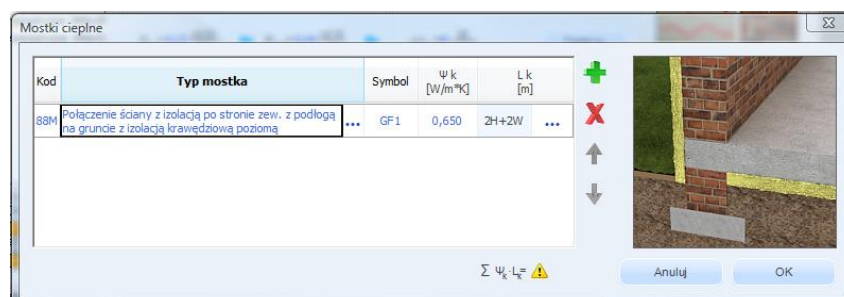 Mostki cieplne
Kod Typ mostka Symbol Ψ k [W/m*K] L k [m]
88M Połączenie ściany z izolacją po stronie zew. z podłogą na gruncie z izolacją krawędziową poziomą ... GF1 0,650 2H+2W ...
Σ Ψk·Lk=
Anuluj OK